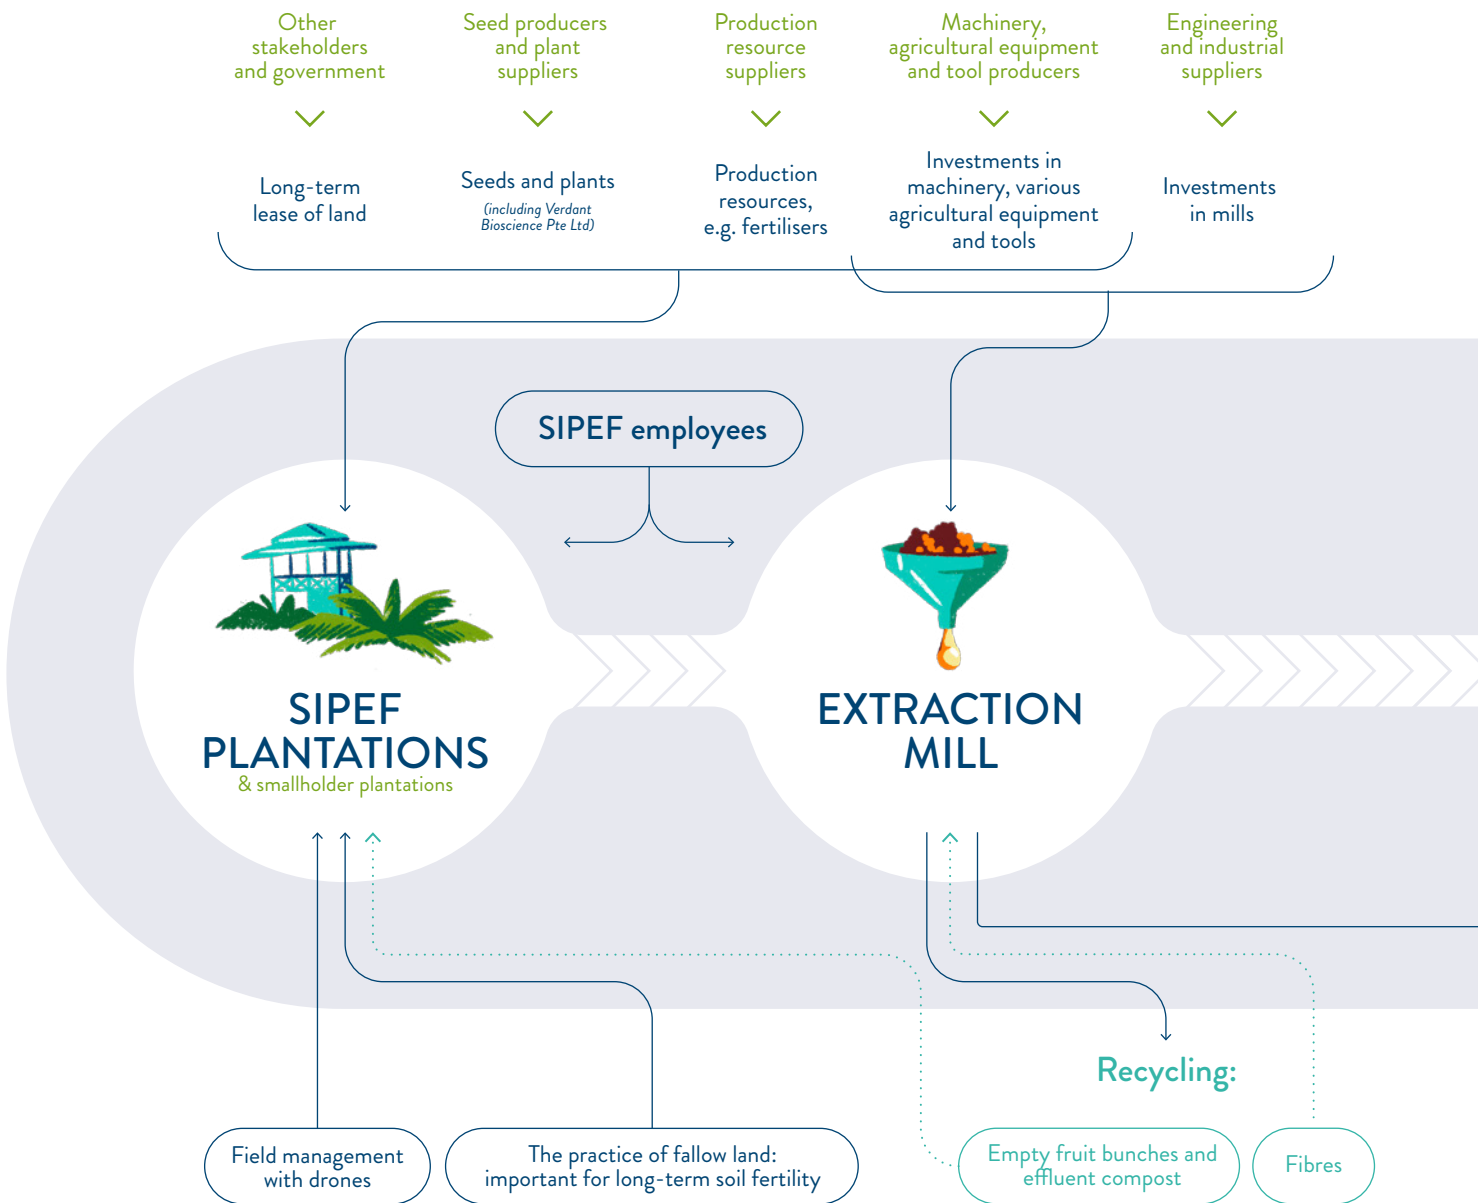 Other
stakeholders
and government
Seed producers
and plant
suppliers
Production
resource
suppliers
Machinery,
agricultural equipment
and tool producers
Engineering
and industrial
suppliers
Long-term
lease of land
Seeds and plants
(including Verdant
Bioscience Pte Ltd)
Production
resources,
e.g. fertilisers
Investments in
machinery, various
agricultural equipment
and tools
Investments
in mills
SIPEF employees
SIPEF
PLANTATIONS
& smallholder plantations
EXTRACTION
MILL
Recycling:
Field management
with drones
The practice of fallow land:
important for long-term soil fertility
Empty fruit bunches and
effluent compost
Fibres